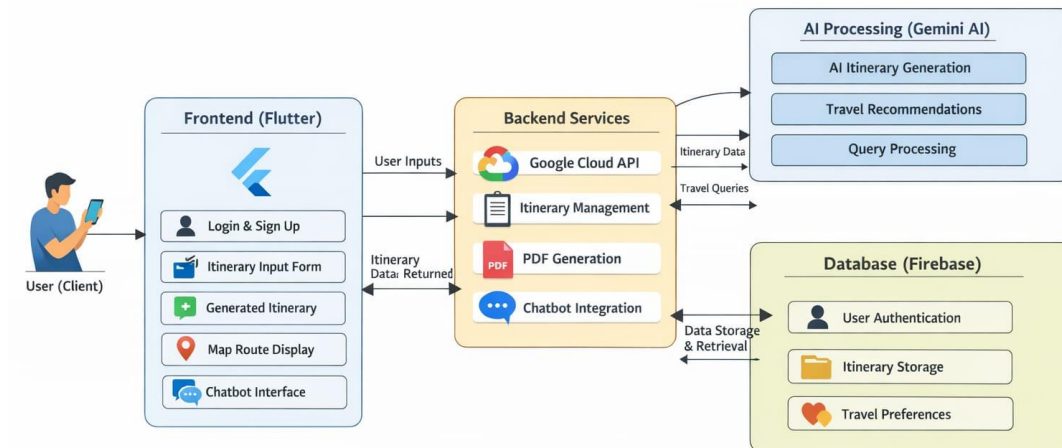 User (Client)
Frontend (Flutter)
Login & Sign Up
Itinerary Input Form
Generated Itinerary
Map Route Display
Chatbot Interface
User Inputs
Itinerary
Data: Returned
Backend Services
Google Cloud API
Itinerary Management
PDF
PDF Generation
Chatbot Integration
Itinerary Data
Travel Queries
Data Storage
& Retrieval
AI Processing (Gemini AI)
AI Itinerary Generation
Travel Recommendations
Query Processing
Database (Firebase)
User Authentication
Itinerary Storage
Travel Preferences